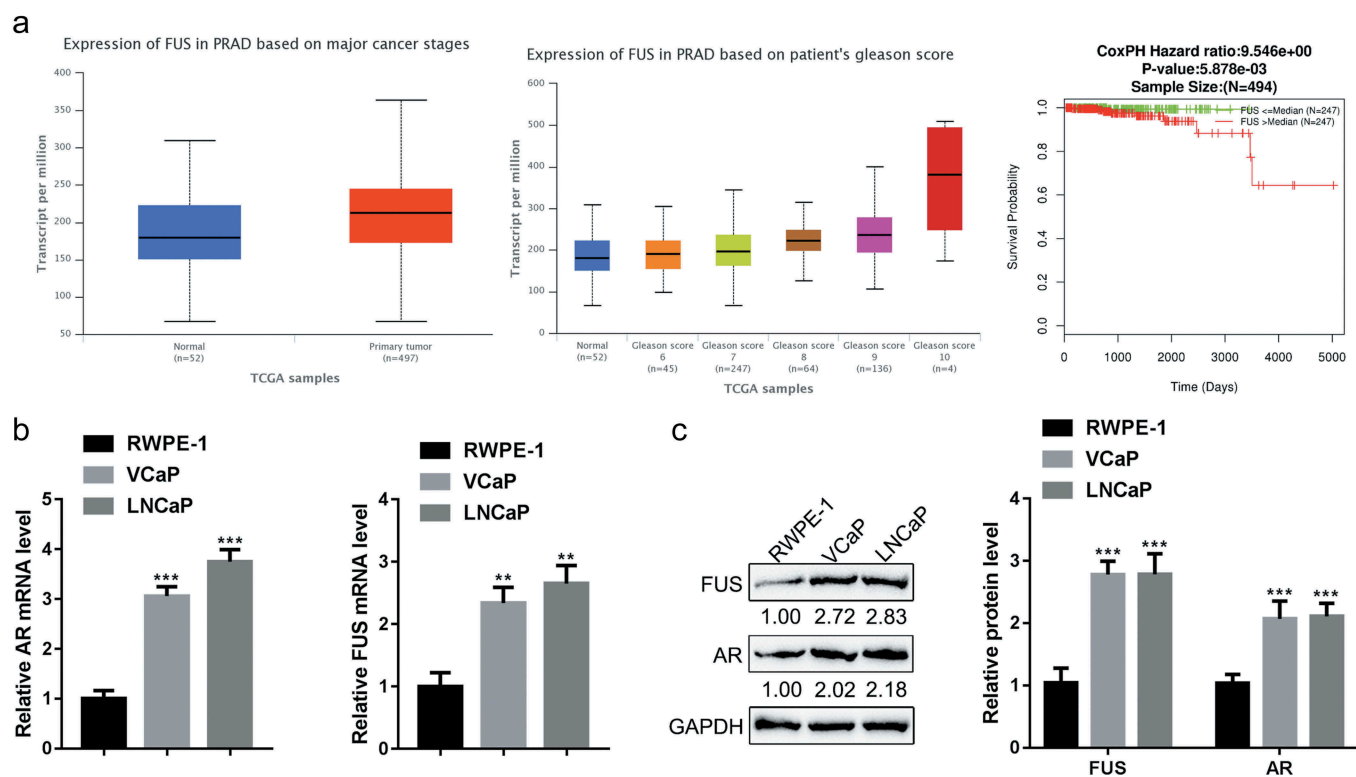 a
Expression of FUS in PRAD based on major cancer stages
Transcript per million
400
350
300
250
200
150
100
50
Normal
(n=52)
Primary tumor
(n=497)
TCGA samples
Expression of FUS in PRAD based on patient's gleason score
Transcript per million
600
500
400
300
200
100
0
Normal
(n=52)
Gleason score
6
(n=45)
Gleason score
7
(n=247)
Gleason score
8
(n=64)
Gleason score
9
(n=136)
Gleason score
10
(n=4)
TCGA samples
CoxPH Hazard ratio:9.546e+00
P-value:5.878e-03
Sample Size:(N=494)
FUS <=Median (N=247)
FUS >Median (N=247)
Survival Probability
1.0
0.8
0.6
0.4
0.2
0.0
0 1000 2000 3000 4000 5000
Time (Days)
b
RWPE-1
VCaP
LNCaP
Relative AR mRNA level
5
4
3
2
1
0
***
***
RWPE-1
VCaP
LNCaP
Relative FUS mRNA level
4
3
2
1
0
**
**
c
RWPE-1 VCaP LNCaP
FUS
1.00 2.72 2.83
AR
1.00 2.02 2.18
GAPDH
RWPE-1
VCaP
LNCaP
Relative protein level
4
3
2
1
0
*** ***
*** ***
FUS AR